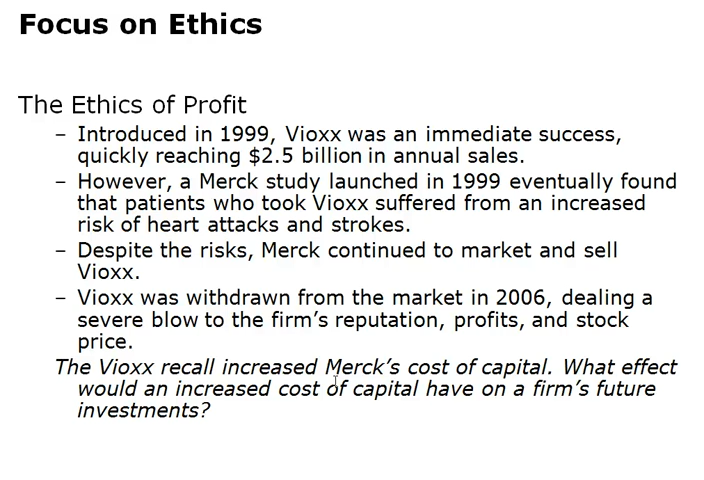 Focus on Ethics
The Ethics of Profit
– Introduced in 1999, Vioxx was an immediate success,
quickly reaching $2.5 billion in annual sales.
– However, a Merck study launched in 1999 eventually found
that patients who took Vioxx suffered from an increased
risk of heart attacks and strokes.
– Despite the risks, Merck continued to market and sell
Vioxx.
– Vioxx was withdrawn from the market in 2006, dealing a
severe blow to the firm’s reputation, profits, and stock
price.
The Vioxx recall increased Merck’s cost of capital. What effect
would an increased cost of capital have on a firm’s future
investments?